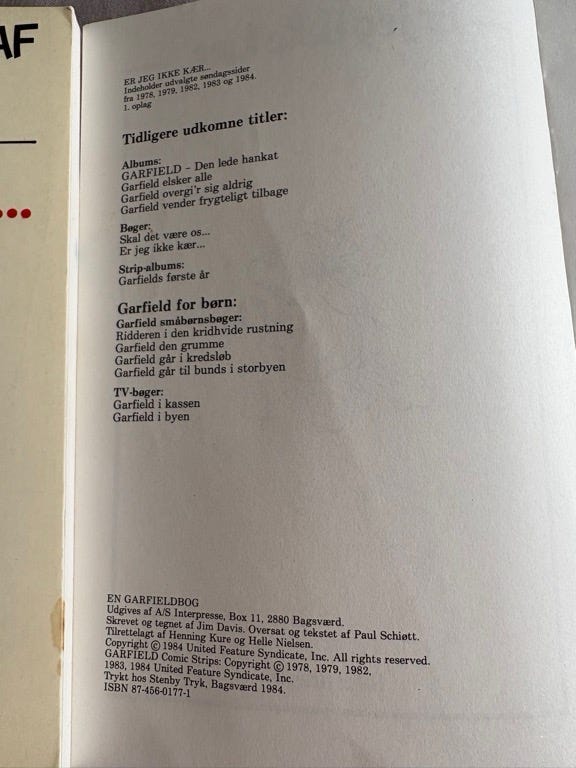 AF
ER JEG IKKE KÆR...
Indeholder udvalgte søndagssider
fra 1978, 1979, 1982, 1983 og 1984.
1. oplag
Tidligere udkomne titler:
Albums:
GARFIELD – Den lede hankat
Garfield elsker alle
Garfield overgi'r sig aldrig
Garfield vender frygteligt tilbage
Bøger:
Skal det være os...
Er jeg ikke kær...
Strip-albums:
Garfields første år
Garfield for børn:
Garfield småbørnsbøger:
Ridderen i den kridhvide rustning
Garfield den grumme
Garfield går i kredsløb
Garfield går til bunds i storbyen
TV-bøger:
Garfield i kassen
Garfield i byen
EN GARFIELDBOG
Udgives af A/S Interpresse, Box 11, 2880 Bagsværd.
Skrevet og tegnet af Jim Davis. Oversat og tekstet af Paul Schiøtt.
Tilrettelagt af Henning Kure og Helle Nielsen.
Copyright © 1984 United Feature Syndicate, Inc. All rights reserved.
GARFIELD Comic Strips: Copyright © 1978, 1979, 1982,
1983, 1984 United Feature Syndicate, Inc.
Trykt hos Stenby Tryk, Bagsværd 1984.
ISBN 87-456-0177-1